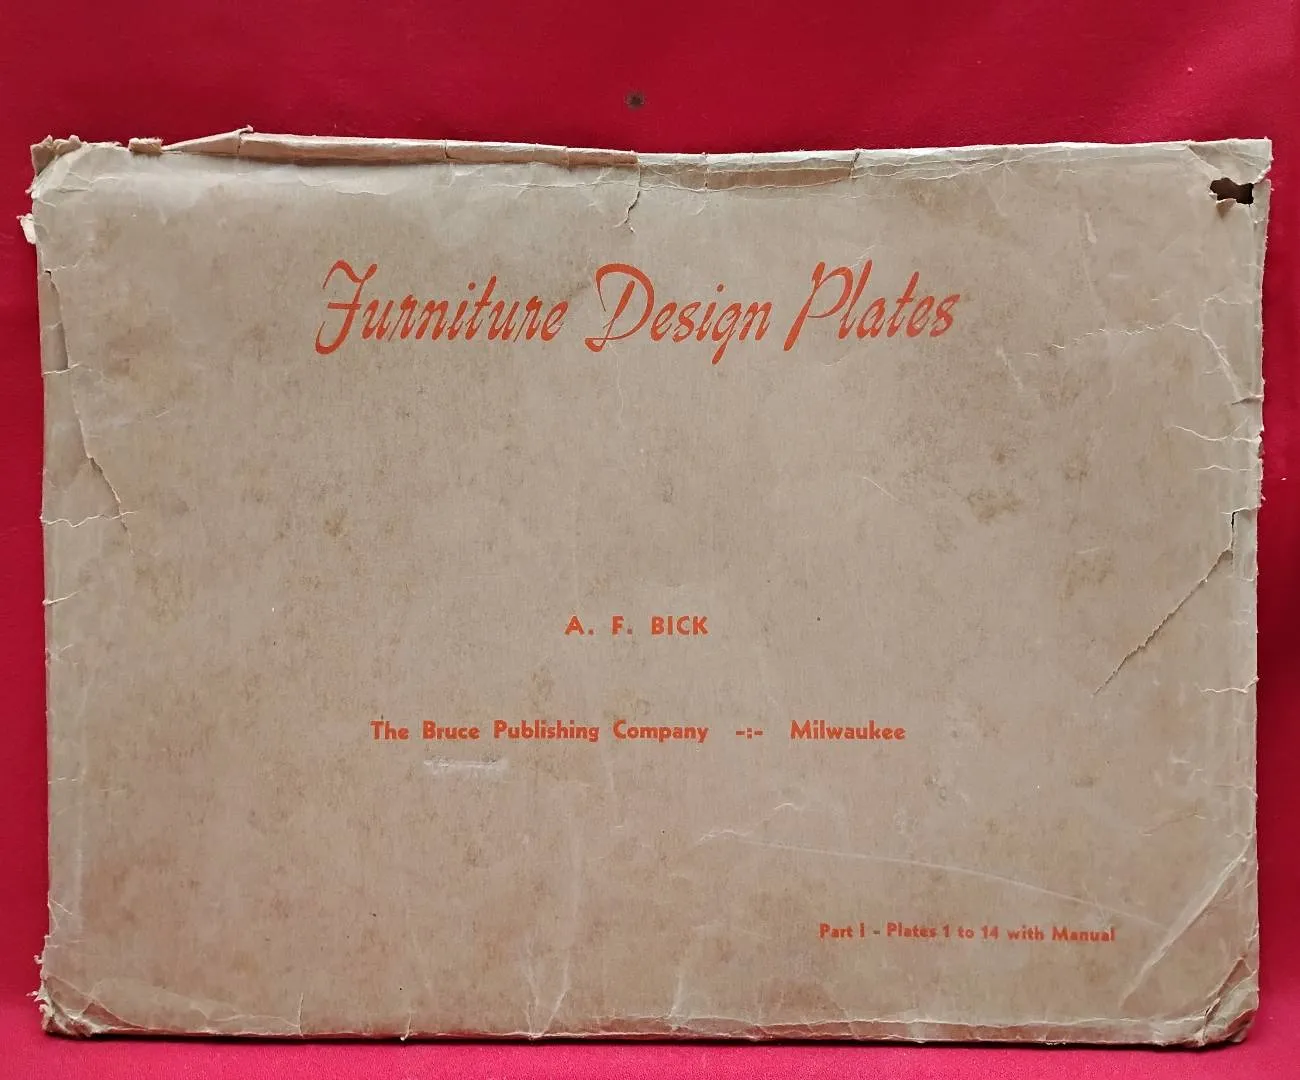 Furniture Design Plates
A. F. BICK
The Bruce Publishing Company -:- Milwaukee
Part I - Plates 1 to 14 with Manual